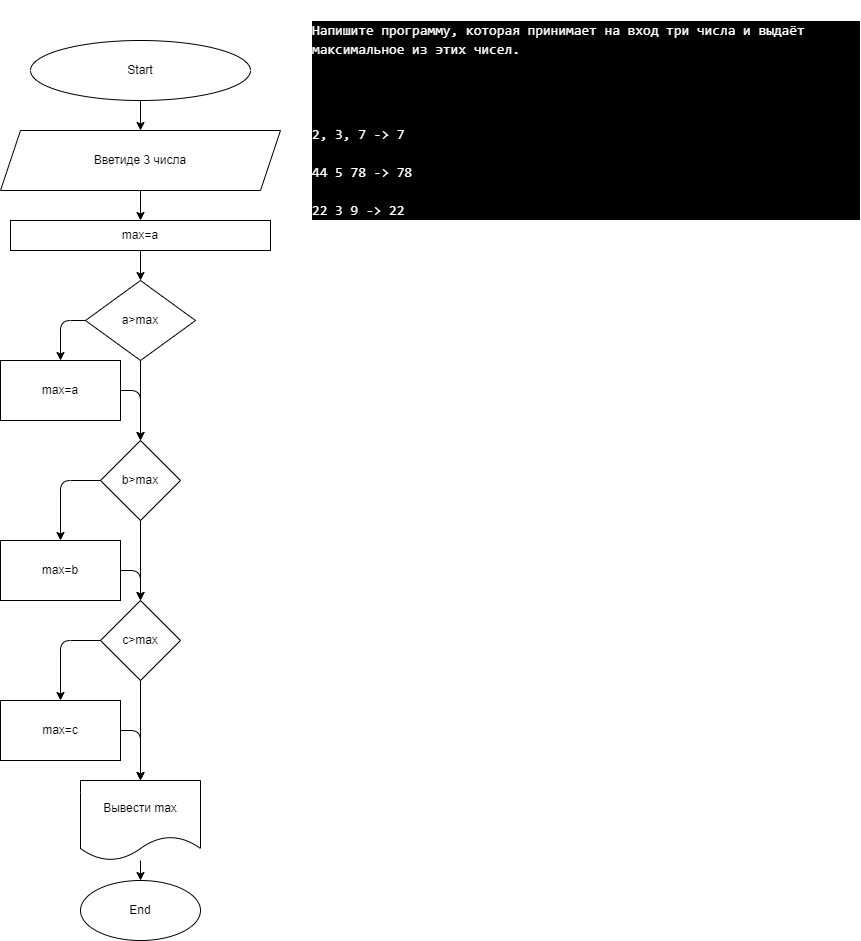 Start
Вветиде 3 числа
max=a
a>max
max=a
b>max
max=b
c>max
max=c
Вывести max
End
Напишите программу, которая принимает на вход три числа и выдаёт
максимальное из этих чисел.
2, 3, 7 -> 7
44 5 78 -> 78
22 3 9 -> 22